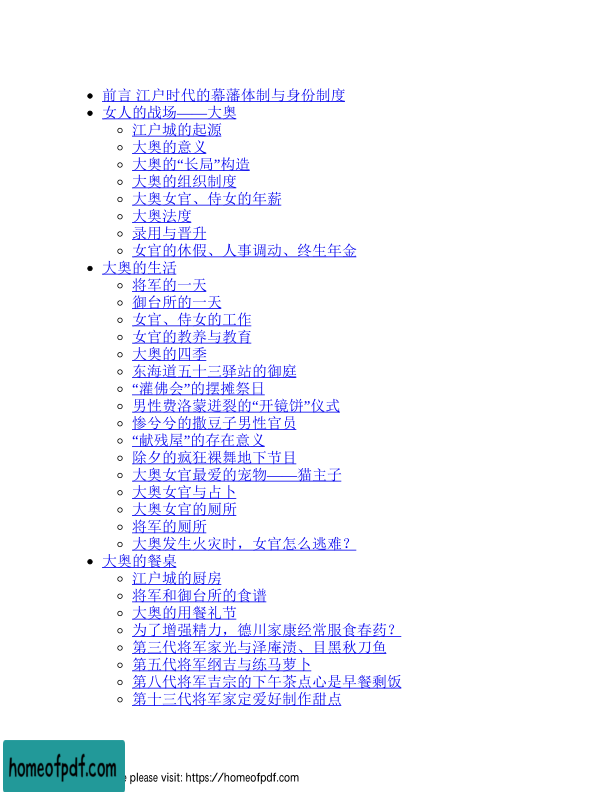 前言 江户时代的幕藩体制与身份制度
女人的战场——大奥
江户城的起源
大奥的意义
大奥的“长局”构造
大奥的组织制度
大奥女官、侍女的年薪
大奥法度
录用与晋升
女官的休假、人事调动、终生年金
大奥的生活
将军的一天
御台所的一天
女官、侍女的工作
女官的教养与教育
大奥的四季
东海道五十三驿站的御庭
“灌佛会”的摆摊祭日
男性费洛蒙迸裂的“开镜饼”仪式
惨兮兮的撒豆子男性官员
“献残屋”的存在意义
除夕的疯狂裸舞地下节目
大奥女官最爱的宠物——猫主子
大奥女官与占卜
大奥女官的厕所
将军的厕所
大奥发生火灾时，女官怎么逃难？
大奥的餐桌
江户城的厨房
将军和御台所的食谱
大奥的用餐礼节
为了增强精力，德川家康经常服食春药？
第三代将军家光与泽庵渍、目黑秋刀鱼
第五代将军纲吉与练马萝卜
第八代将军吉宗的下午茶点心是早餐剩饭
第十三代将军家定爱好制作甜点
homeofpdf.com
e please visit: https://homeofpdf.com